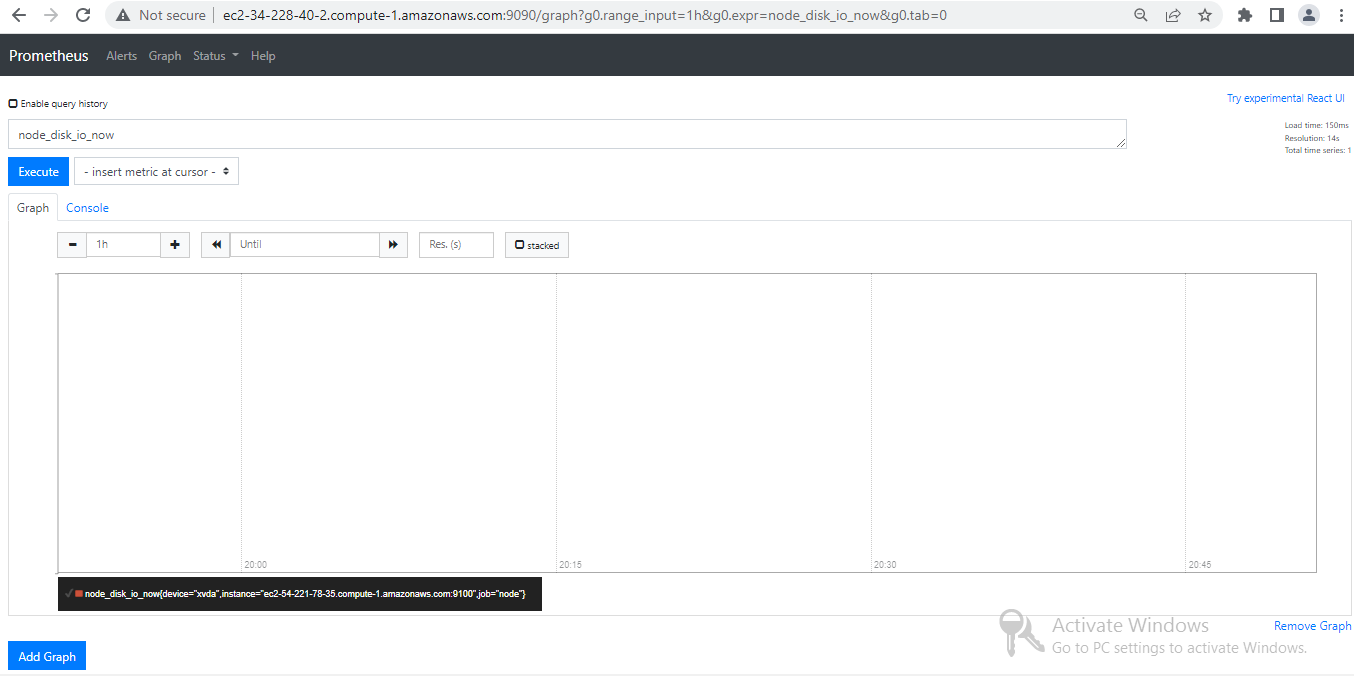 Not secure ec2-34-228-40-2.compute-1.amazonaws.com:9090/graph?g0.range_input=1h&g0.expr=node_disk_io_now&g0.tab=0
Prometheus Alerts Graph Status Help
Enable query history
Try experimental React UI
node_disk_io_now
Load time: 150ms
Resolution: 14s
Total time series: 1
Execute - insert metric at cursor -
Graph Console
1h Until Res. (s) stacked
20:00 20:15 20:30 20:45
node_disk_io_now{device="xvda",instance="ec2-54-221-78-35.compute-1.amazonaws.com:9100",job="node"}
Activate Windows
Remove Graph
Go to PC settings to activate Windows.
Add Graph